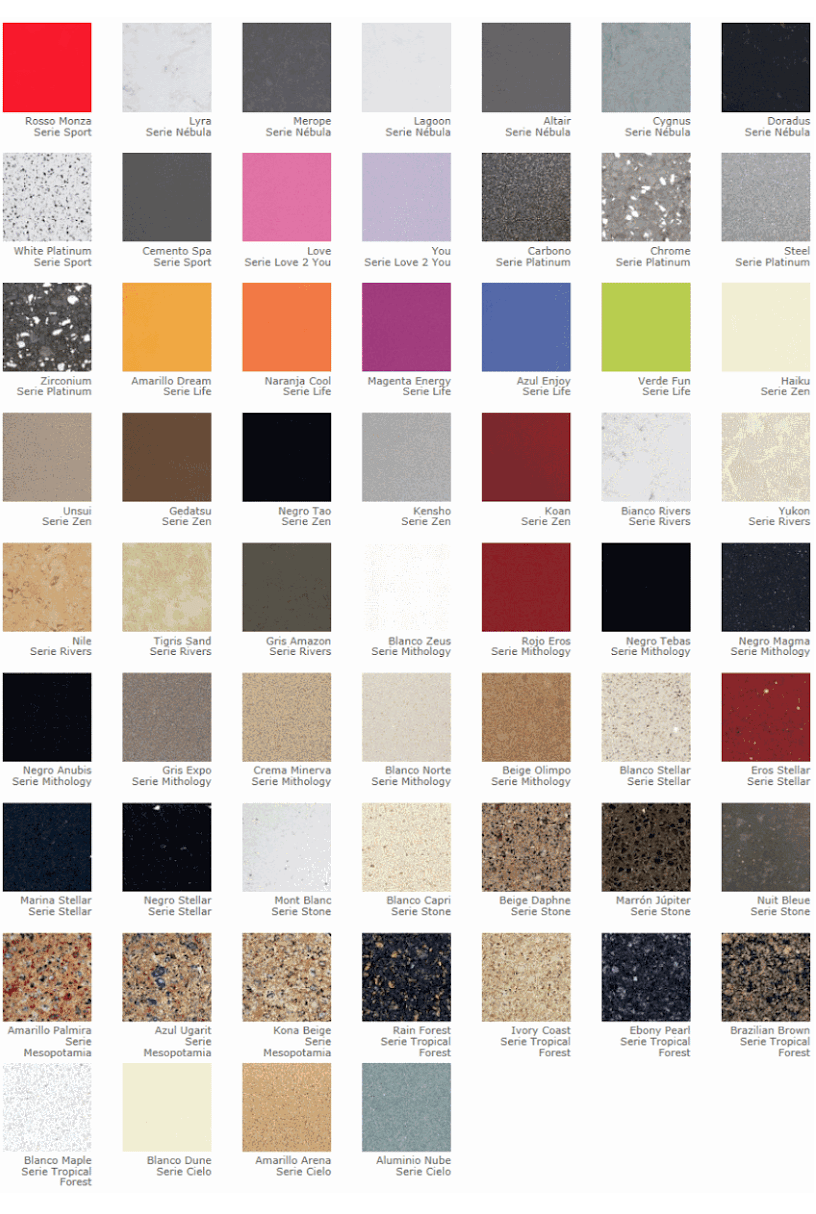 Rosso Monza
Serie Sport
Lyra
Serie Nébula
Merope
Serie Nébula
Lagoon
Serie Nébula
Altair
Serie Nébula
Cygnus
Serie Nébula
Doradus
Serie Nébula
White Platinum
Serie Sport
Cemento Spa
Serie Sport
Love
Serie Love 2 You
You
Serie Love 2 You
Carbono
Serie Platinum
Chrome
Serie Platinum
Steel
Serie Platinum
Zirconium
Serie Platinum
Amarillo Dream
Serie Life
Naranja Cool
Serie Life
Magenta Energy
Serie Life
Azul Enjoy
Serie Life
Verde Fun
Serie Life
Haiku
Serie Zen
Unsui
Serie Zen
Gedatsu
Serie Zen
Negro Tao
Serie Zen
Kensho
Serie Zen
Koan
Serie Zen
Bianco Rivers
Serie Rivers
Yukon
Serie Rivers
Nile
Serie Rivers
Tigris Sand
Serie Rivers
Gris Amazon
Serie Rivers
Blanco Zeus
Serie Mithology
Rojo Eros
Serie Mithology
Negro Tebas
Serie Mithology
Negro Magma
Serie Mithology
Negro Anubis
Serie Mithology
Gris Expo
Serie Mithology
Crema Minerva
Serie Mithology
Blanco Norte
Serie Mithology
Beige Olimpo
Serie Mithology
Blanco Stellar
Serie Stellar
Eros Stellar
Serie Stellar
Marina Stellar
Serie Stellar
Negro Stellar
Serie Stellar
Mont Blanc
Serie Stone
Blanco Capri
Serie Stone
Beige Daphne
Serie Stone
Marrón Júpiter
Serie Stone
Nuit Bleue
Serie Stone
Amarillo Palmira
Serie
Mesopotamia
Azul Ugarit
Serie
Mesopotamia
Kona Beige
Serie
Mesopotamia
Rain Forest
Serie Tropical
Forest
Ivory Coast
Serie Tropical
Forest
Ebony Pearl
Serie Tropical
Forest
Brazilian Brown
Serie Tropical
Forest
Blanco Maple
Serie Tropical
Forest
Blanco Dune
Serie Cielo
Amarillo Arena
Serie Cielo
Aluminio Nube
Serie Cielo